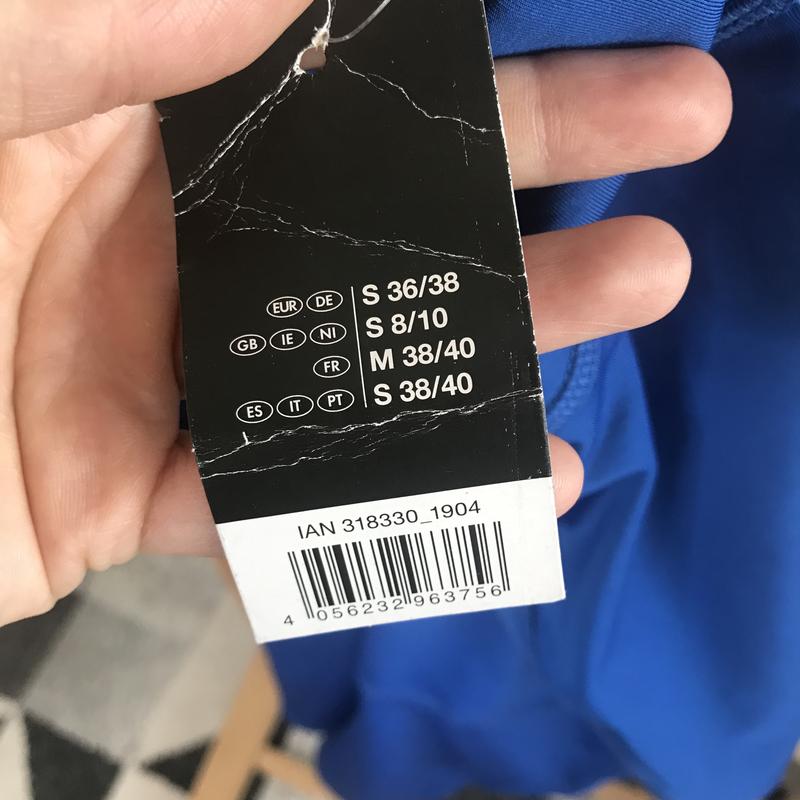 EUR DE S 36/38
GB IE NI S 8/10
FR M 38/40
ES IT PT S 38/40
IAN 318330_1904
4 056232 963756